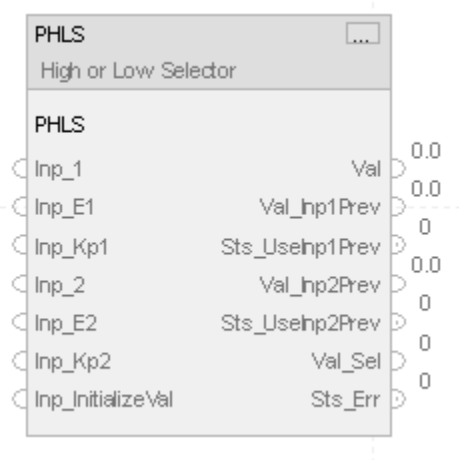 PHLS ...
High or Low Selector
PHLS
Inp_1 Val 0.0
Inp_E1 Val_Inp1Prev 0.0
Inp_Kp1 Sts_UseInp1Prev 0
Inp_2 Val_Inp2Prev 0.0
Inp_E2 Sts_UseInp2Prev 0
Inp_Kp2 Val_Sel 0
Inp_InitializeVal Sts_Err 0